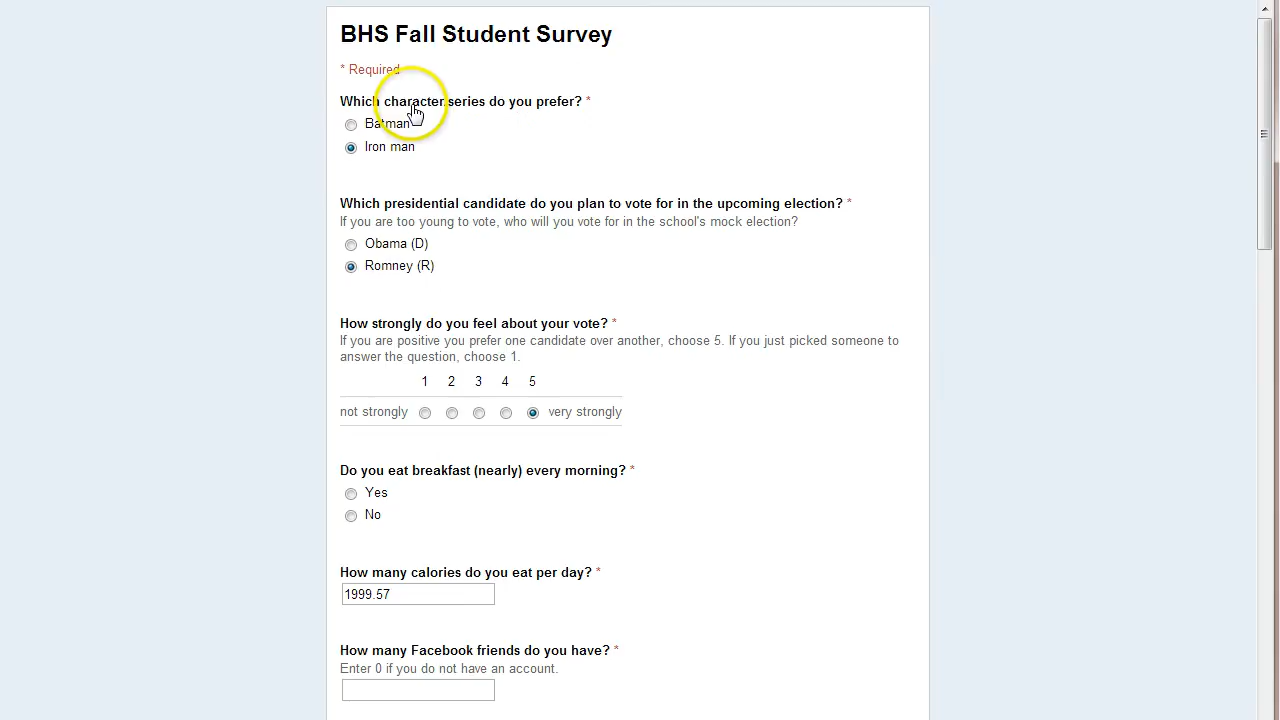 BHS Fall Student Survey
* Required
Which character series do you prefer? *
Batman
Iron man
Which presidential candidate do you plan to vote for in the upcoming election? *
If you are too young to vote, who will you vote for in the school's mock election?
Obama (D)
Romney (R)
How strongly do you feel about your vote? *
If you are positive you prefer one candidate over another, choose 5. If you just picked someone to
answer the question, choose 1.
1 2 3 4 5
not strongly very strongly
Do you eat breakfast (nearly) every morning? *
Yes
No
How many calories do you eat per day? *
1999.57
How many Facebook friends do you have? *
Enter 0 if you do not have an account.